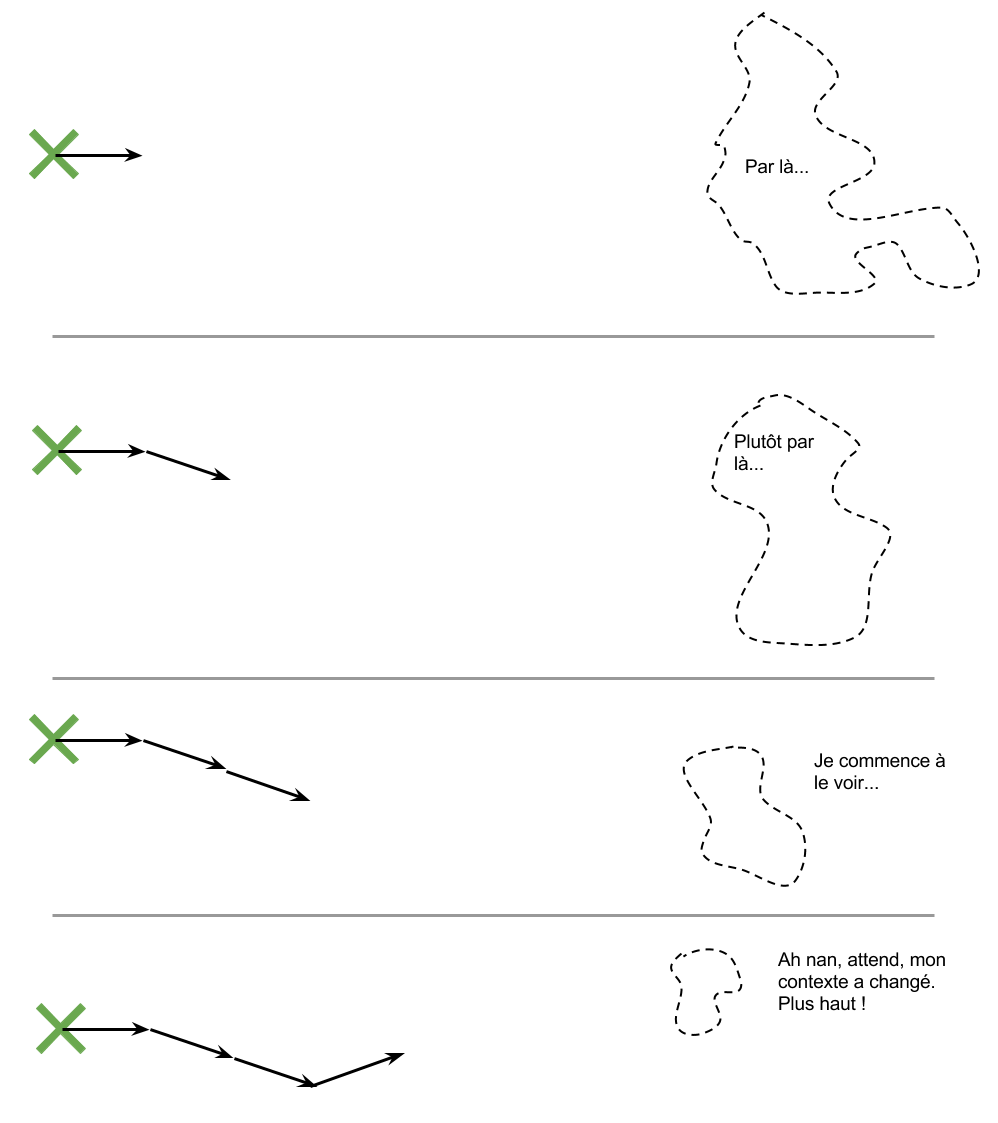 Par là...
Plutôt par
là...
Je commence à
le voir...
Ah nan, attend, mon
contexte a changé.
Plus haut !